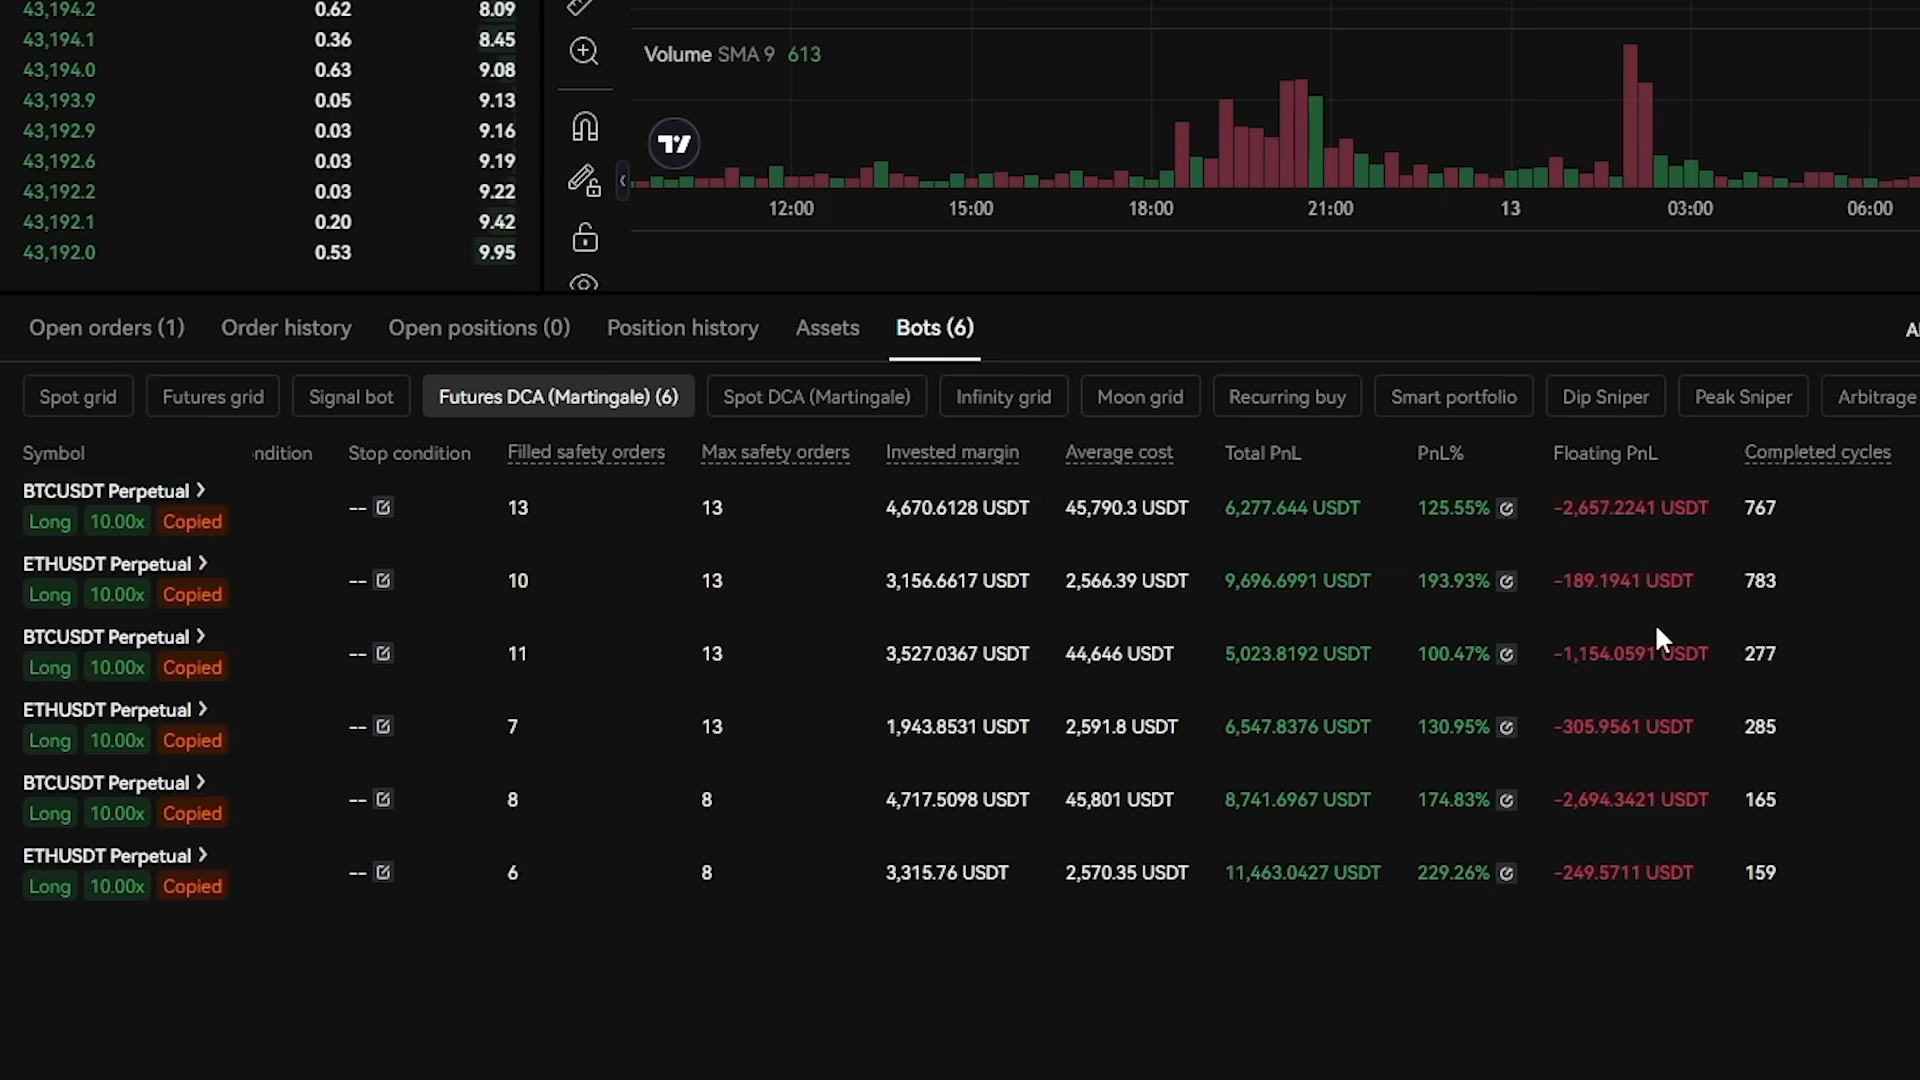 43,194.2 0.62 8.09
43,194.1 0.36 8.45
43,194.0 0.63 9.08
43,193.9 0.05 9.13
43,192.9 0.03 9.16
43,192.6 0.03 9.19
43,192.2 0.03 9.22
43,192.1 0.20 9.42
43,192.0 0.53 9.95
Volume SMA 9 613
12:00 15:00 18:00 21:00 13 03:00 06:00
Open orders (1) Order history Open positions (0) Position history Assets Bots (6)
Spot grid Futures grid Signal bot Futures DCA (Martingale) (6) Spot DCA (Martingale) Infinity grid Moon grid Recurring buy Smart portfolio Dip Sniper Peak Sniper Arbitrage
Symbol ndition Stop condition Filled safety orders Max safety orders Invested margin Average cost Total PnL PnL% Floating PnL Completed cycles
BTCUSDT Perpetual >
Long 10.00x Copied -- 13 13 4,670.6128 USDT 45,790.3 USDT 6,277.644 USDT 125.55% -2,657.2241 USDT 767
ETHUSDT Perpetual >
Long 10.00x Copied -- 10 13 3,156.6617 USDT 2,566.39 USDT 9,696.6991 USDT 193.93% -189.1941 USDT 783
BTCUSDT Perpetual >
Long 10.00x Copied -- 11 13 3,527.0367 USDT 44,646 USDT 5,023.8192 USDT 100.47% -1,154.0591 USDT 277
ETHUSDT Perpetual >
Long 10.00x Copied -- 7 13 1,943.8531 USDT 2,591.8 USDT 6,547.8376 USDT 130.95% -305.9561 USDT 285
BTCUSDT Perpetual >
Long 10.00x Copied -- 8 8 4,717.5098 USDT 45,801 USDT 8,741.6967 USDT 174.83% -2,694.3421 USDT 165
ETHUSDT Perpetual >
Long 10.00x Copied -- 6 8 3,315.76 USDT 2,570.35 USDT 11,463.0427 USDT 229.26% -249.5711 USDT 159